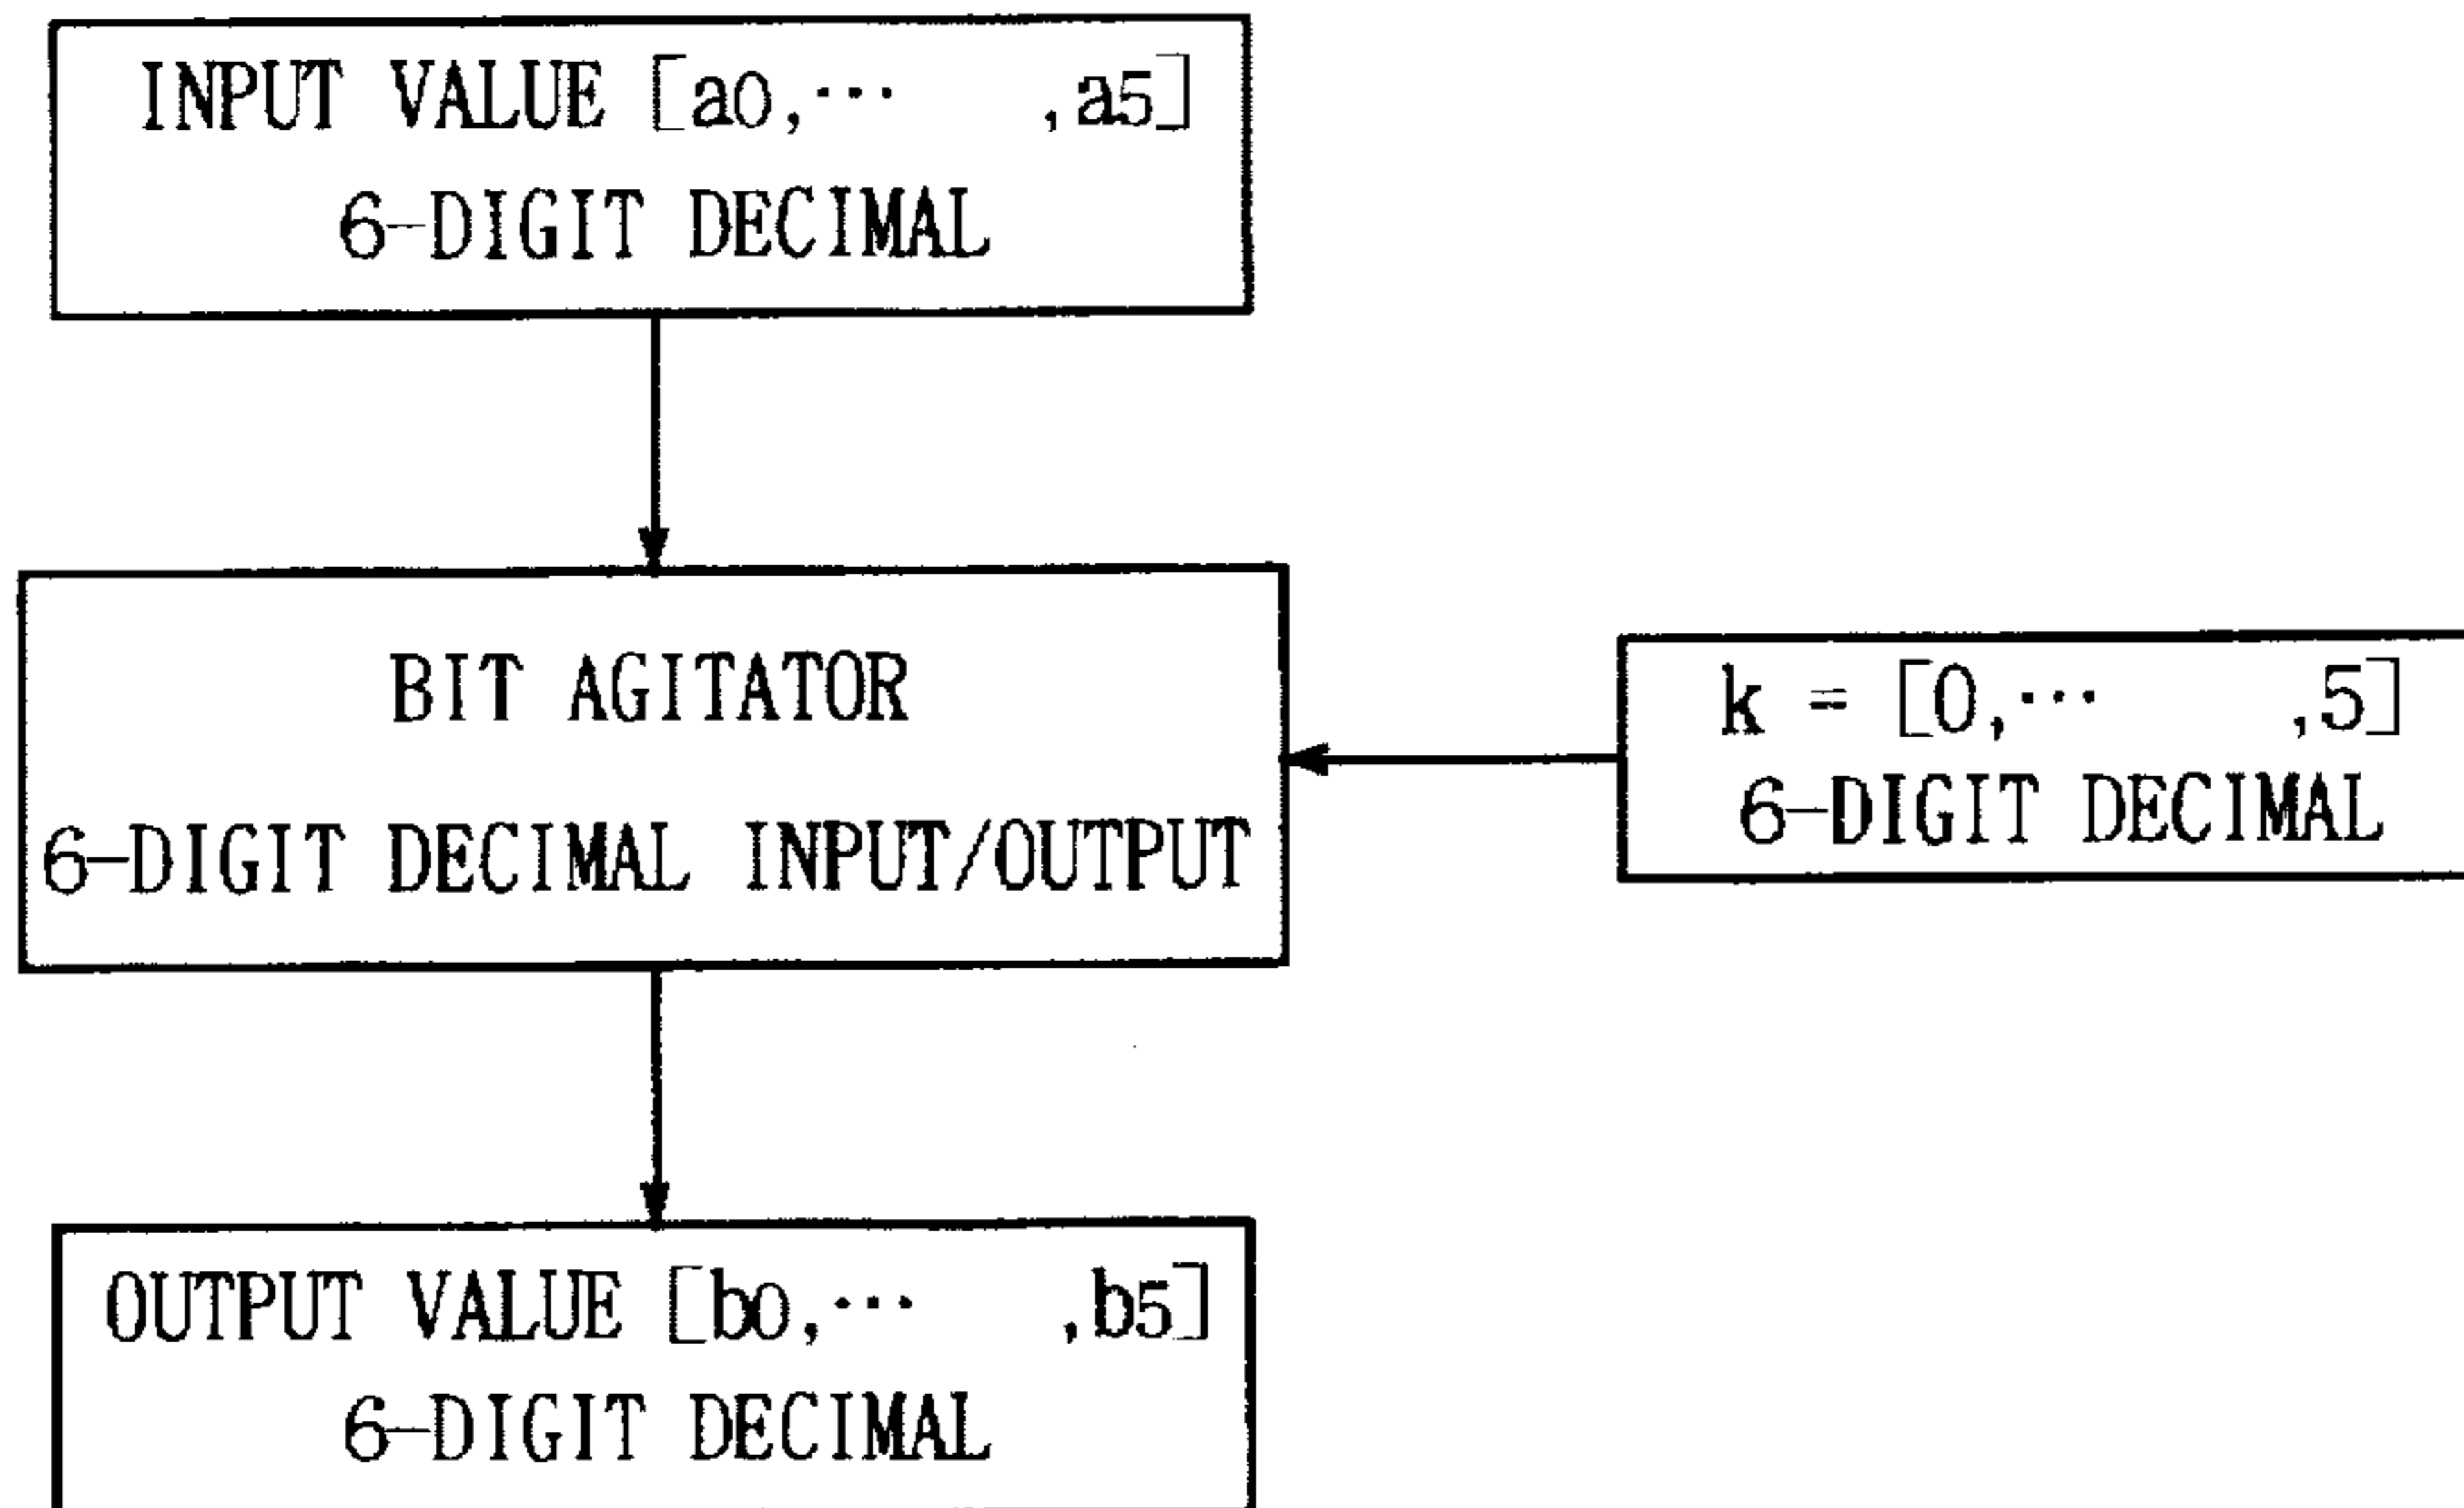 INPUT VALUE [a0,··· ,a5]
6-DIGIT DECIMAL
BIT AGITATOR
6-DIGIT DECIMAL INPUT/OUTPUT
k = [0,··· ,5]
6-DIGIT DECIMAL
OUTPUT VALUE [b0,··· ,b5]
6-DIGIT DECIMAL